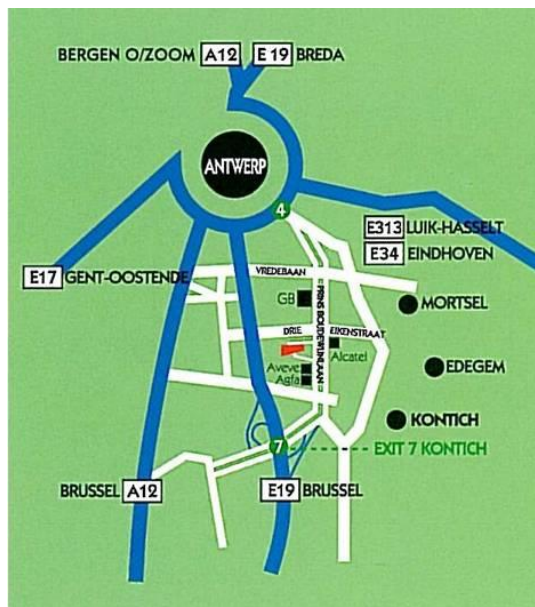 BERGEN O/ZOOM A12 E 19 BREDA
ANTWERP
4
E313 LUIK-HASSELT
E34 EINDHOVEN
E17 GENT-OOSTENDE
VREDEBAAN
GB
PRINS BOUDEWIJNLAAN
MORTSEL
DRIE EIKENSTRAAT
Alcatel
Aveve
Agfa
EDEGEM
KONTICH
7
EXIT 7 KONTICH
BRUSSEL A12
E19 BRUSSEL